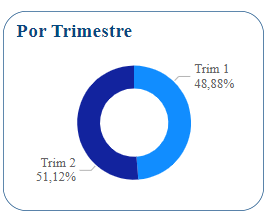 Por Trimestre
Trim 1
48,88%
Trim 2
51,12%